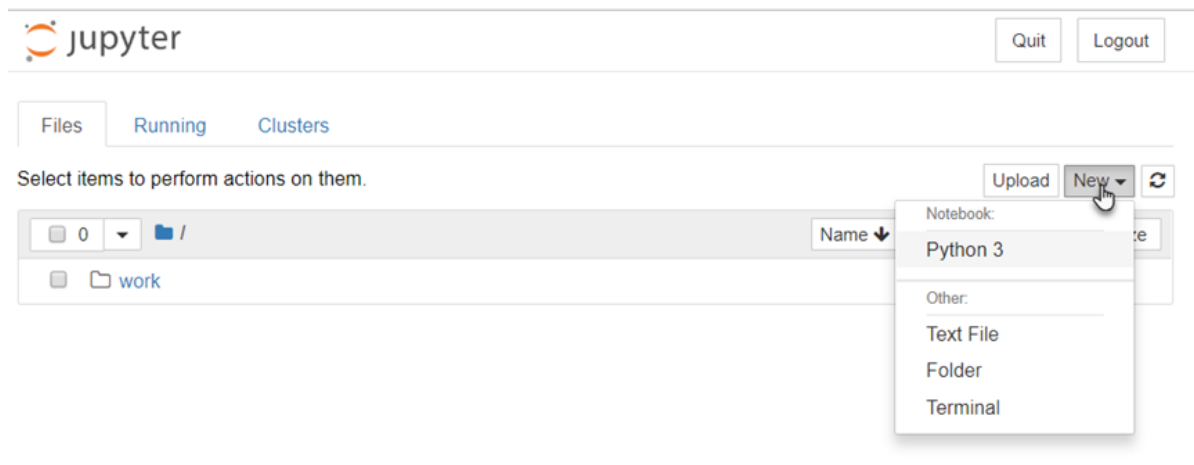 jupyter
Quit
Logout
Files
Running
Clusters
Select items to perform actions on them.
Upload
New
0
/
Name
work
Notebook:
Python 3
Other:
Text File
Folder
Terminal